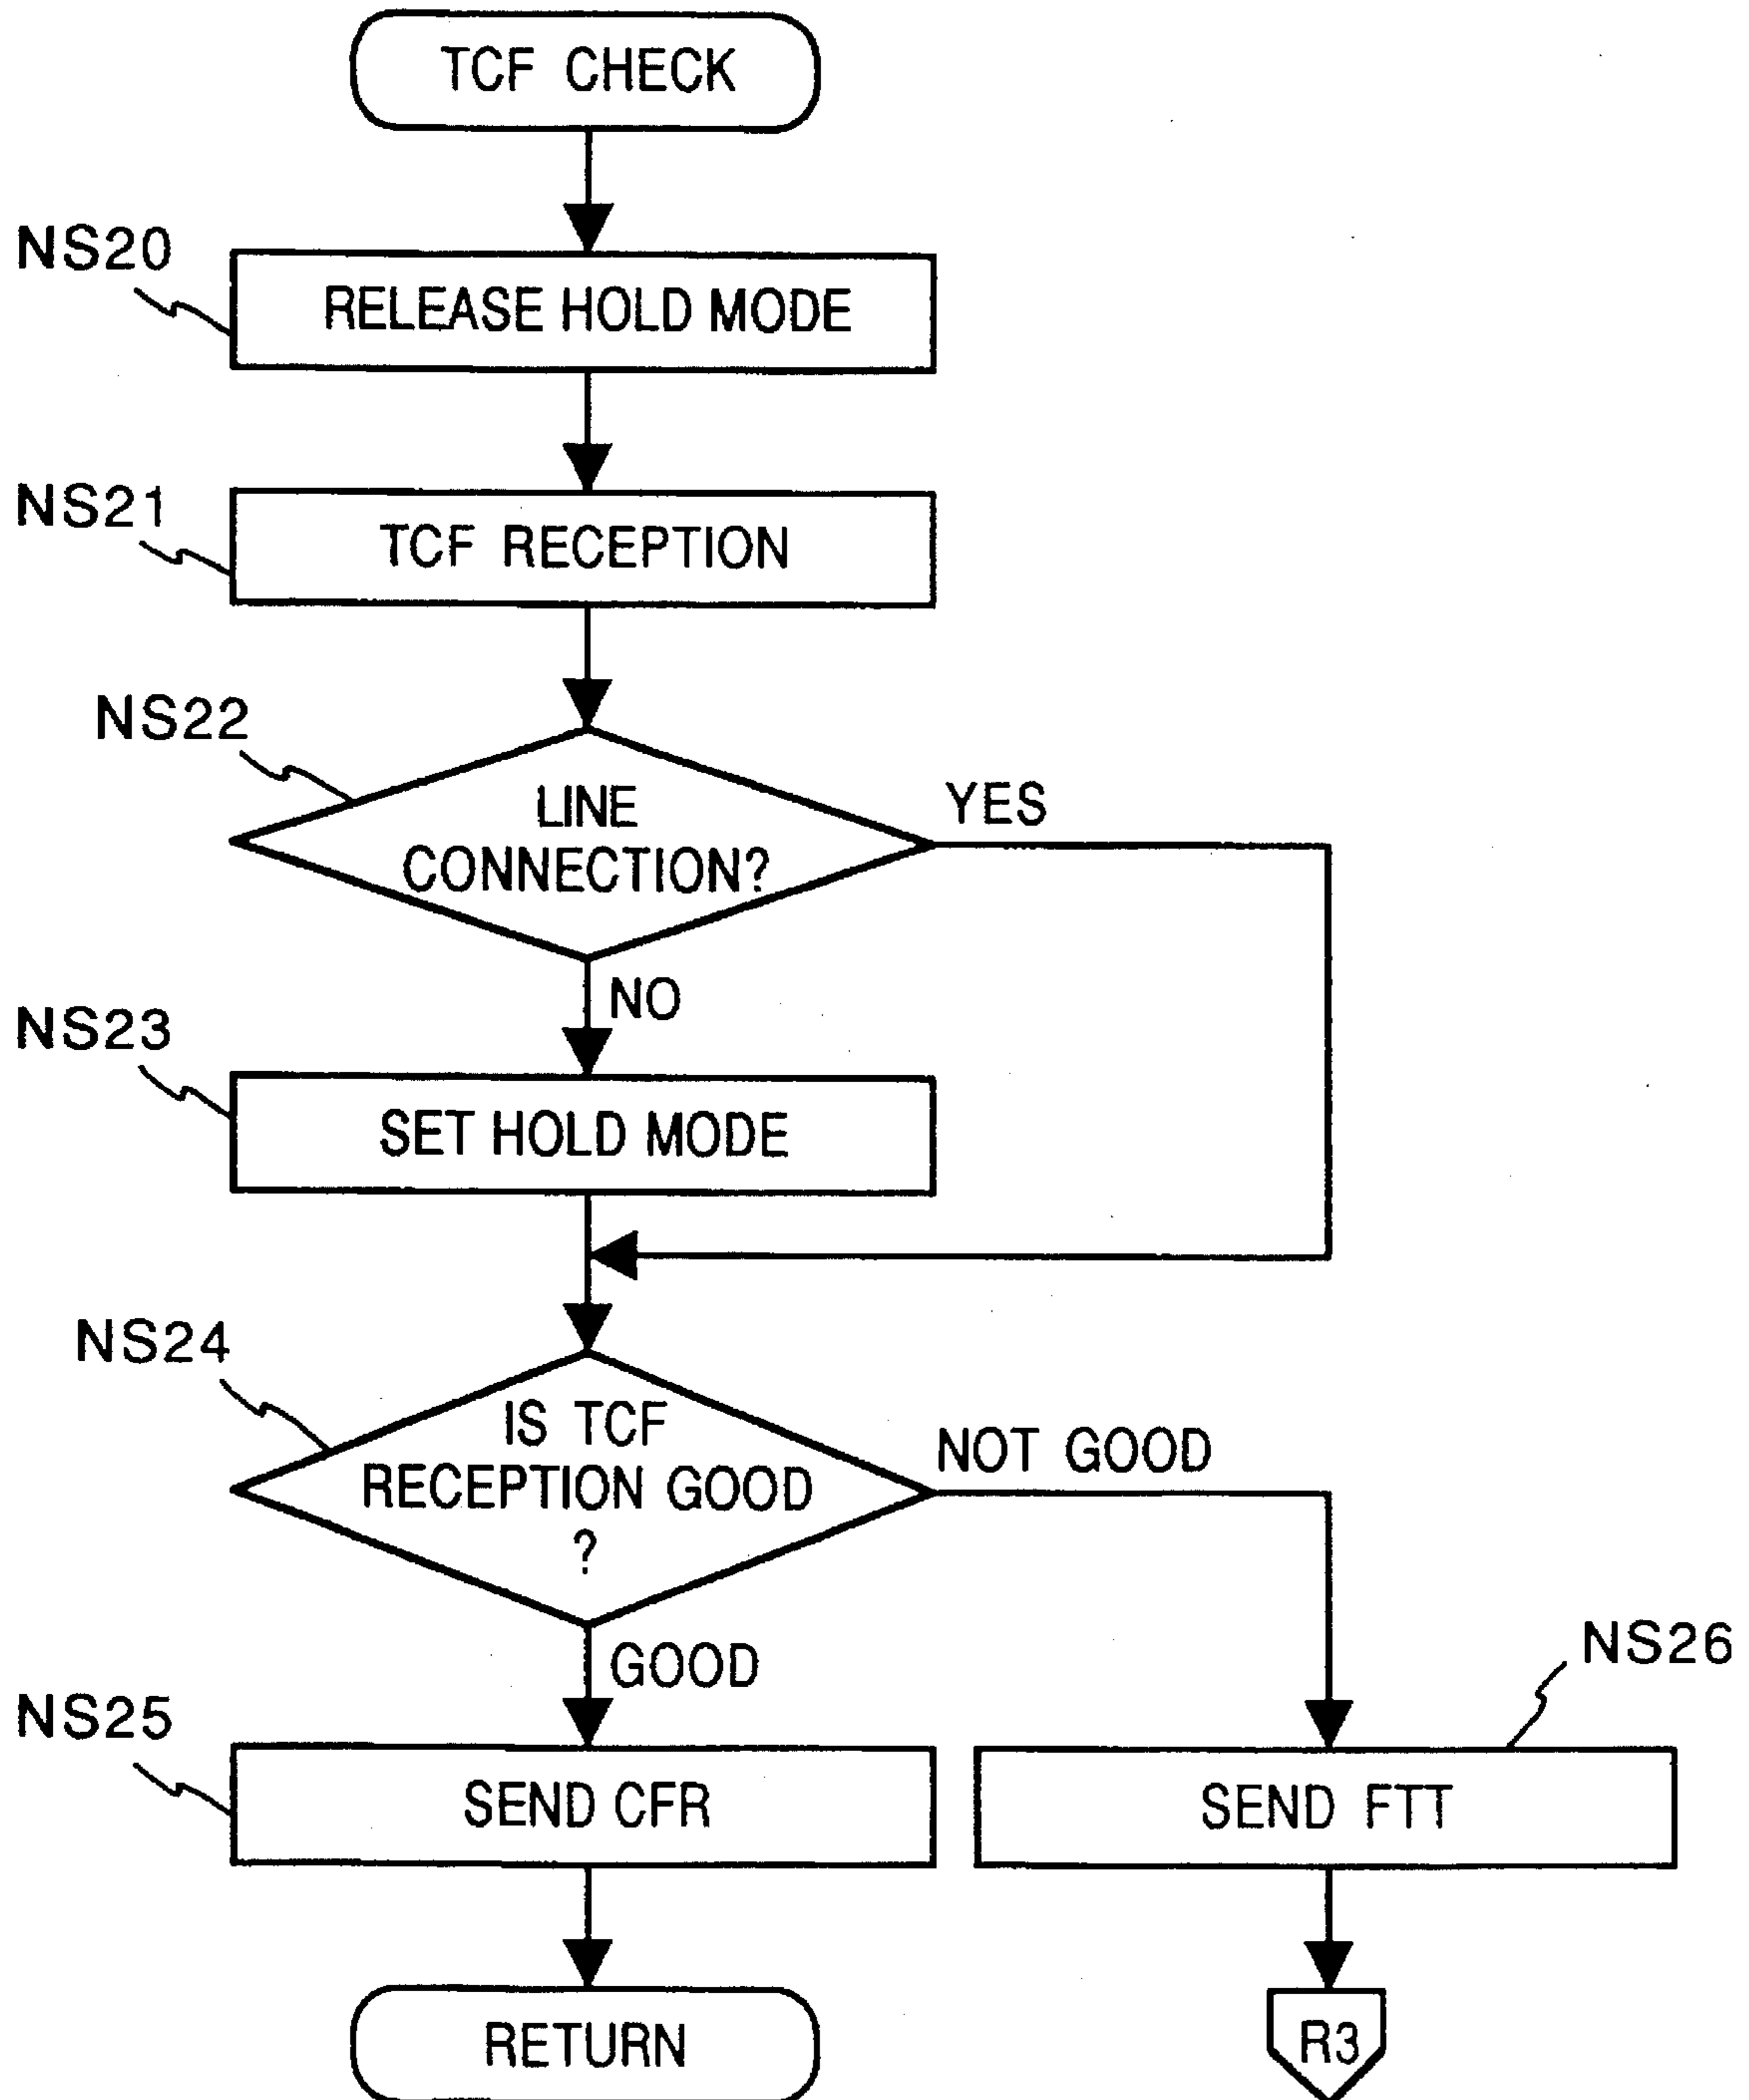 TCF CHECK
NS20
RELEASE HOLD MODE
NS21
TCF RECEPTION
NS22
LINE
CONNECTION?
YES
NO
NS23
SET HOLD MODE
NS24
IS TCF
RECEPTION GOOD
?
NOT GOOD
GOOD
NS25
SEND CFR
NS26
SEND FTT
RETURN
R3